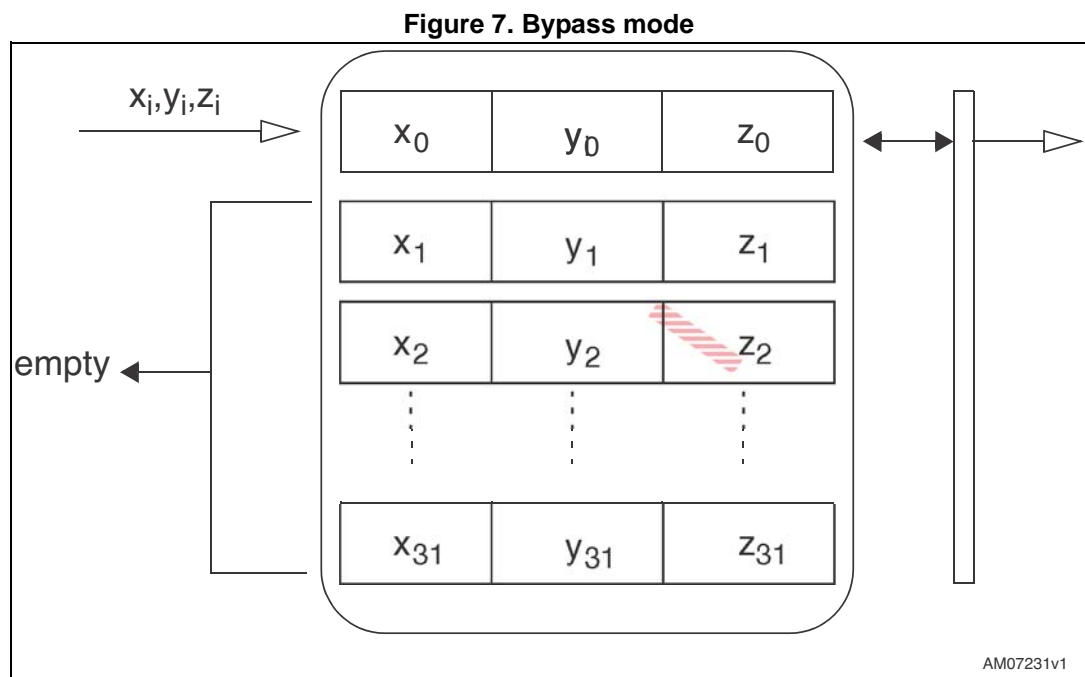 Figure 7. Bypass mode
xᵢ,yᵢ,zᵢ
x₀ y₀ z₀
x₁ y₁ z₁
x₂ y₂ z₂
empty
x₃₁ y₃₁ z₃₁
AM07231v1